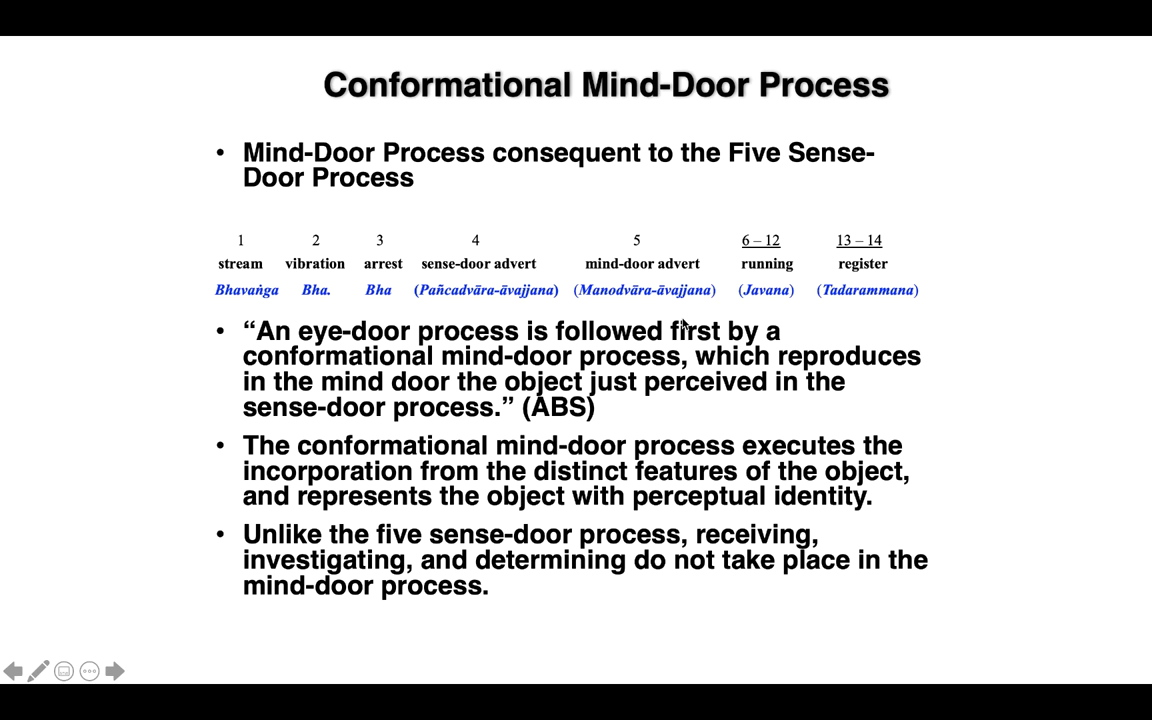 Conformational Mind-Door Process
• Mind-Door Process consequent to the Five Sense-
Door Process
1 2 3 4 5 6 – 12 13 – 14
stream vibration arrest sense-door advert mind-door advert running register
Bhavaṅga Bha. Bha (Pañcadvāra-āvajjana) (Manodvāra-āvajjana) (Javana) (Tadarammana)
• “An eye-door process is followed first by a
conformational mind-door process, which reproduces
in the mind door the object just perceived in the
sense-door process.” (ABS)
• The conformational mind-door process executes the
incorporation from the distinct features of the object,
and represents the object with perceptual identity.
• Unlike the five sense-door process, receiving,
investigating, and determining do not take place in the
mind-door process.